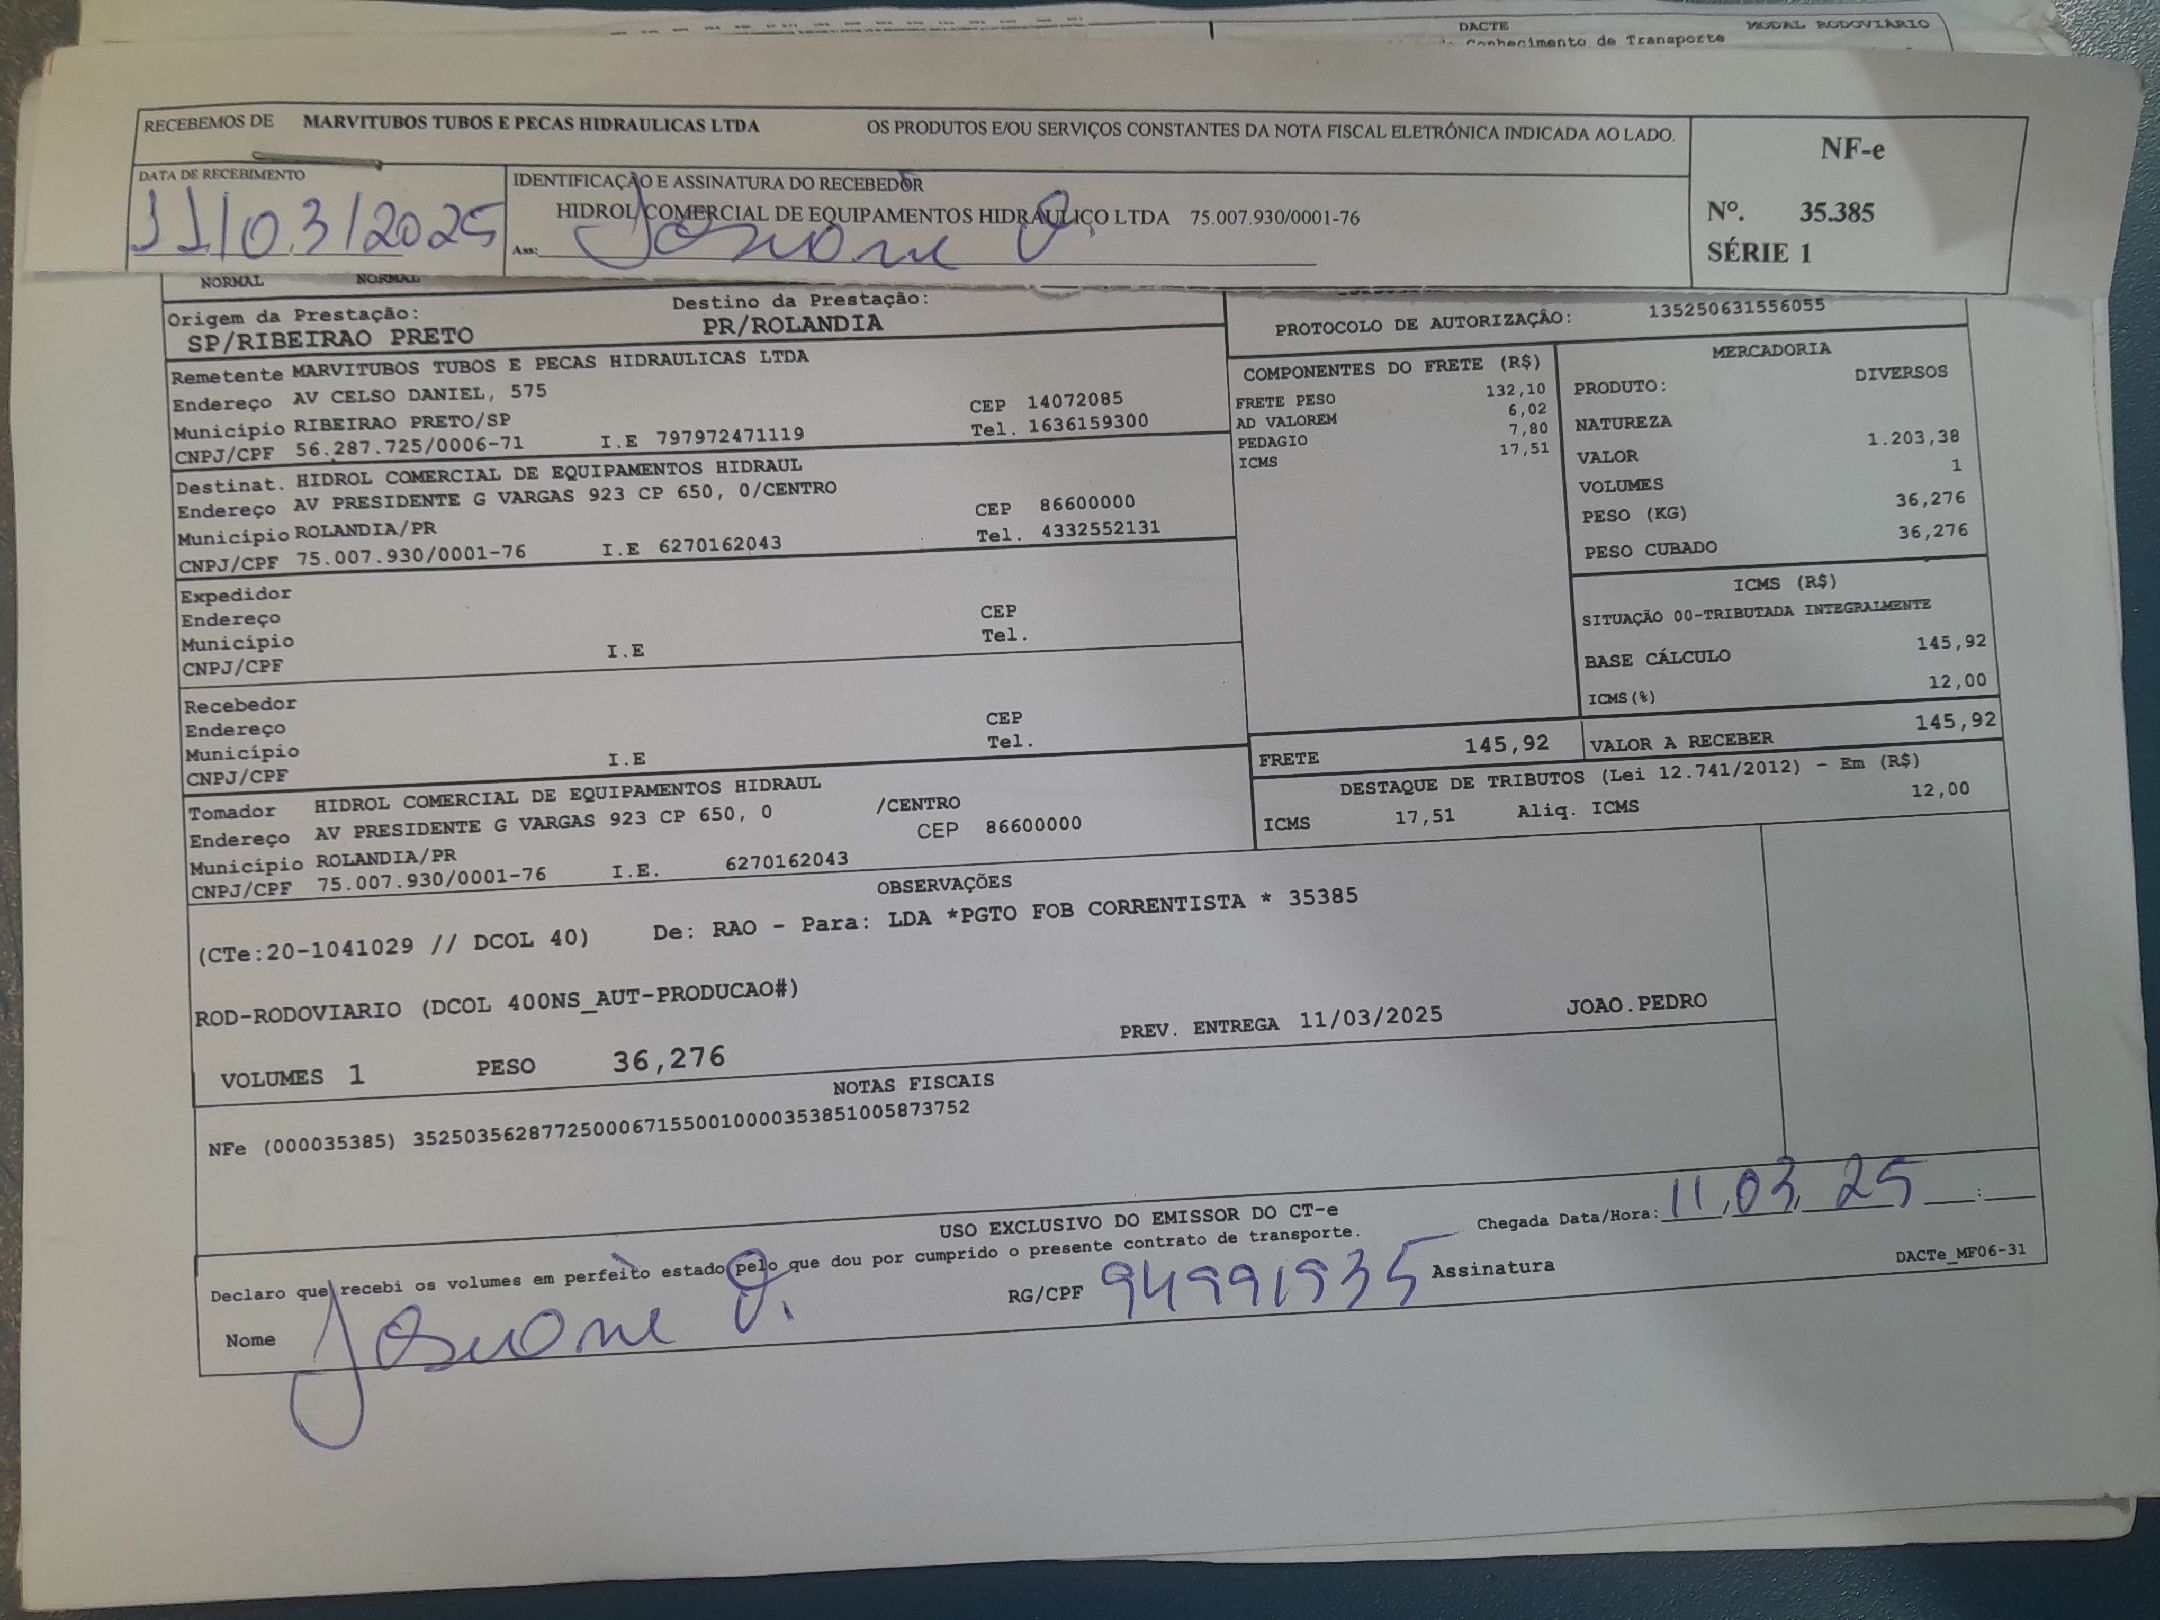 DACTE MODAL RODOVIÁRIO
Conhecimento de Transporte
RECEBEMOS DE MARVITUBOS TUBOS E PECAS HIDRAULICAS LTDA OS PRODUTOS E/OU SERVIÇOS CONSTANTES DA NOTA FISCAL ELETRÔNICA INDICADA AO LADO.
NF-e
Nº. 35.385
SÉRIE 1
DATA DE RECEBIMENTO
11/03/2025
IDENTIFICAÇÃO E ASSINATURA DO RECEBEDOR
HIDROL COMERCIAL DE EQUIPAMENTOS HIDRAULIÇO LTDA 75.007.930/0001-76
Ass:
NORMAL NORMAL
Origem da Prestação: Destino da Prestação:
SP/RIBEIRAO PRETO PR/ROLANDIA
PROTOCOLO DE AUTORIZAÇÃO: 135250631556055
Remetente MARVITUBOS TUBOS E PECAS HIDRAULICAS LTDA
Endereço AV CELSO DANIEL, 575 CEP 14072085
Município RIBEIRAO PRETO/SP Tel. 1636159300
CNPJ/CPF 56.287.725/0006-71 I.E 797972471119
Destinat. HIDROL COMERCIAL DE EQUIPAMENTOS HIDRAUL
Endereço AV PRESIDENTE G VARGAS 923 CP 650, 0/CENTRO CEP 86600000
Município ROLANDIA/PR Tel. 4332552131
CNPJ/CPF 75.007.930/0001-76 I.E 6270162043
Expedidor
Endereço CEP
Município Tel.
CNPJ/CPF I.E
Recebedor
Endereço CEP
Município Tel.
CNPJ/CPF I.E
Tomador HIDROL COMERCIAL DE EQUIPAMENTOS HIDRAUL
Endereço AV PRESIDENTE G VARGAS 923 CP 650, 0 /CENTRO
Município ROLANDIA/PR CEP 86600000
CNPJ/CPF 75.007.930/0001-76 I.E. 6270162043
COMPONENTES DO FRETE (R$)
FRETE PESO 132,10
AD VALOREM 6,02
PEDAGIO 7,80
ICMS 17,51
MERCADORIA
PRODUTO: DIVERSOS
NATUREZA
VALOR 1.203,38
VOLUMES 1
PESO (KG) 36,276
PESO CUBADO 36,276
ICMS (R$)
SITUAÇÃO 00-TRIBUTADA INTEGRALMENTE
BASE CÁLCULO 145,92
ICMS(%) 12,00
FRETE 145,92 VALOR A RECEBER 145,92
DESTAQUE DE TRIBUTOS (Lei 12.741/2012) - Em (R$)
ICMS 17,51 Aliq. ICMS 12,00
OBSERVAÇÕES
(CTe:20-1041029 // DCOL 40) De: RAO - Para: LDA *PGTO FOB CORRENTISTA * 35385
ROD-RODOVIARIO (DCOL 400NS_AUT-PRODUCAO#)
PREV. ENTREGA 11/03/2025 JOAO.PEDRO
VOLUMES 1 PESO 36,276
NOTAS FISCAIS
NFe (000035385) 35250356287725000671550010000353851005873752
USO EXCLUSIVO DO EMISSOR DO CT-e
Declaro que recebi os volumes em perfeito estado pelo que dou por cumprido o presente contrato de transporte.
Chegada Data/Hora: 11,03,25 :
Nome RG/CPF 94991935 Assinatura
DACTe_MF06-31